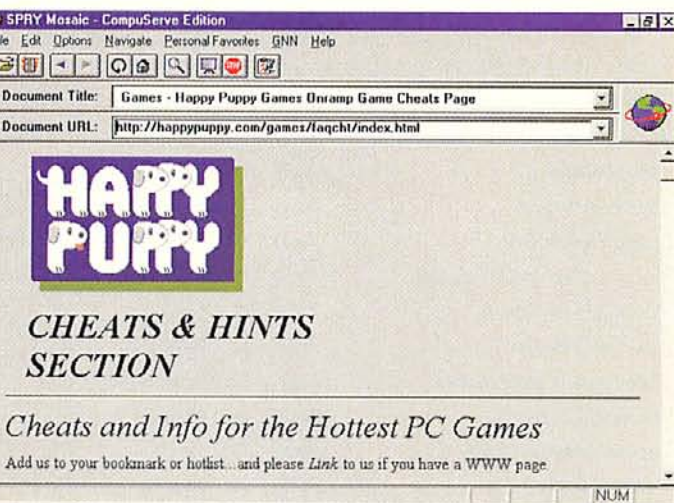 SPRY Mosaic - CompuServe Edition
le Edit Options Navigate Personal Favorites GNN Help
Document Title: Games - Happy Puppy Games Onramp Game Cheats Page
Document URL: http://happypuppy.com/games/faqcht/index.html
HAPPY
PUPPY
CHEATS & HINTS
SECTION
Cheats and Info for the Hottest PC Games
Add us to your bookmark or hotlist...and please Link to us if you have a WWW page
NUM